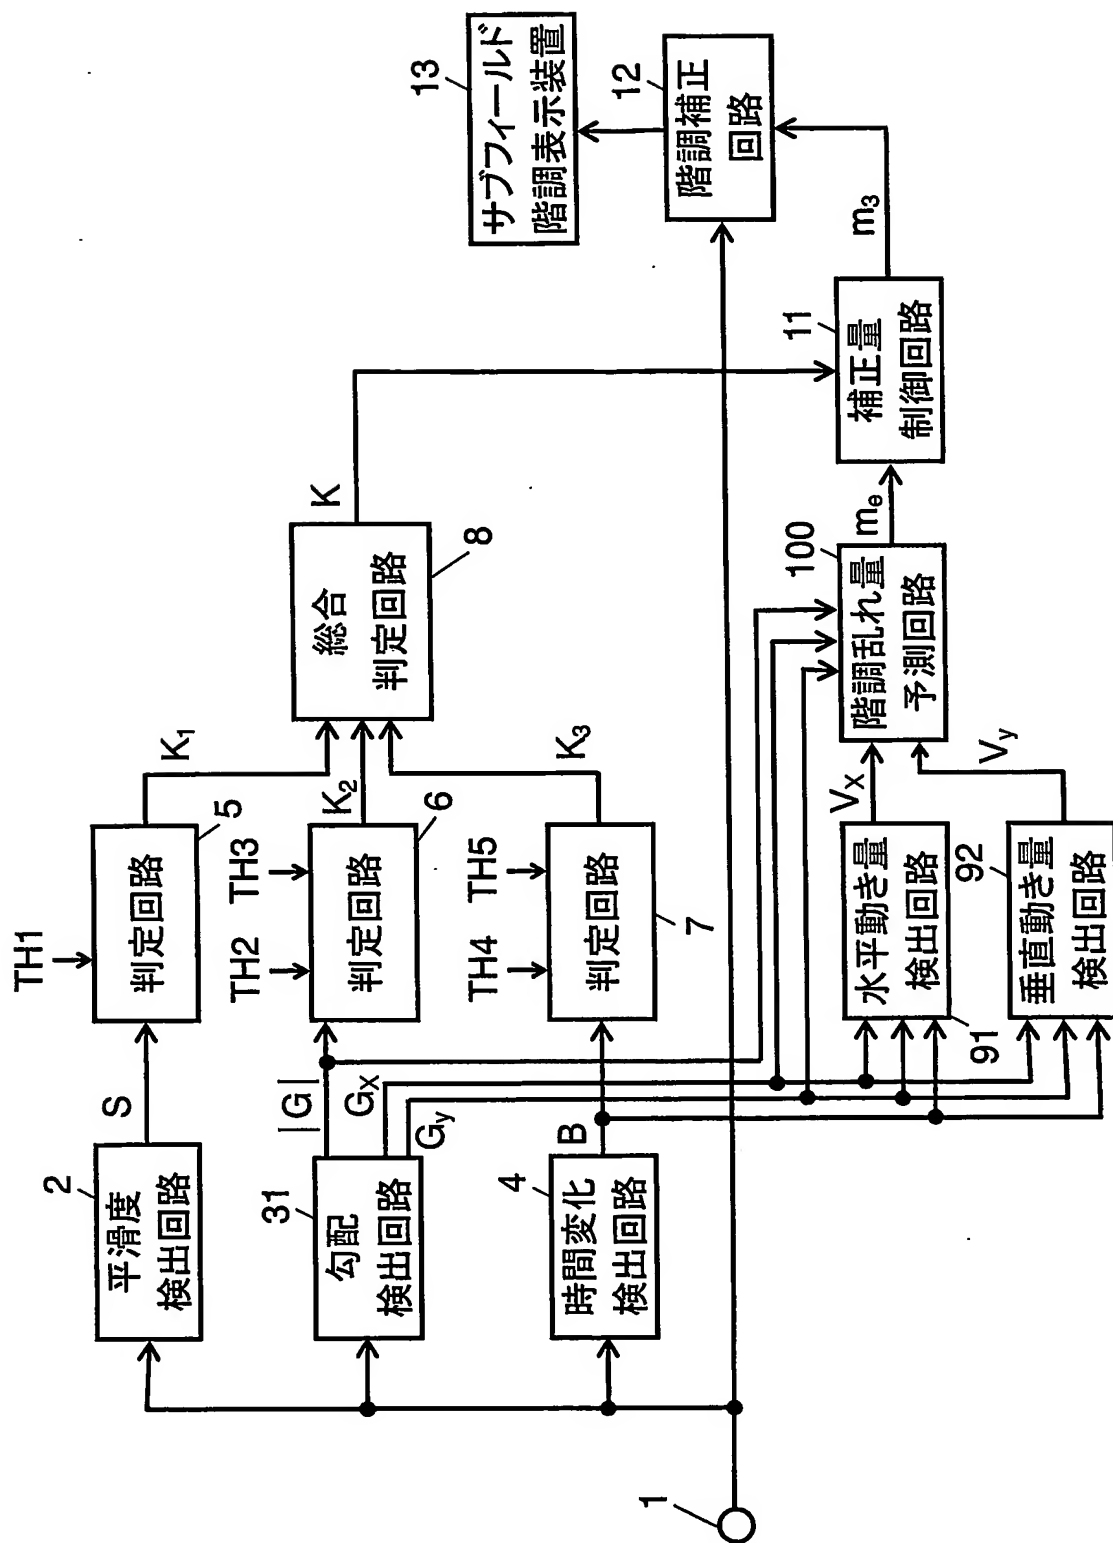 1
2
平滑度
検出回路
S
TH1
判定回路
5
K1
31
勾配
検出回路
|G|
Gx
Gy
TH2
TH3
判定回路
6
K2
4
時間変化
検出回路
B
TH4
TH5
判定回路
7
K3
総合
判定回路
8
K
水平動き量
検出回路
91
Vx
垂直動き量
検出回路
92
Vy
100
階調乱れ量
予測回路
me
11
補正量
制御回路
m3
12
階調補正
回路
13
サブフィールド
階調表示装置